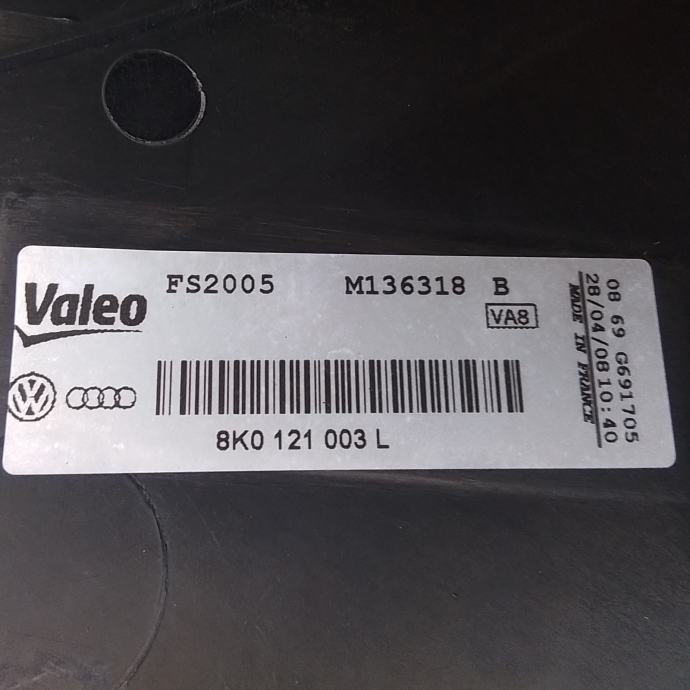 Valeo
FS2005 M136318 B
VA8
8K0 121 003 L
08 69 G691705
28/04/08 10:40
MADE IN FRANCE